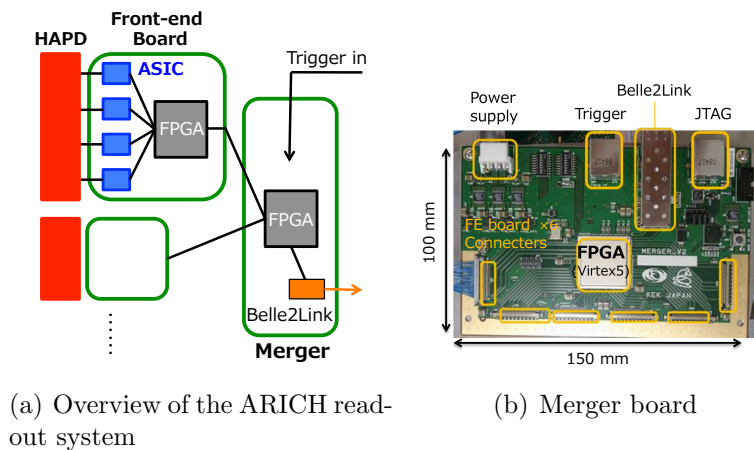 HAPD
Front-end
Board
ASIC
FPGA
Trigger in
FPGA
Belle2Link
Merger
Belle2Link
Power
supply
Trigger
JTAG
100 mm
FE board ×6
Connecters
FPGA
(Virtex5)
MERGER_V2
KEK JAPAN
150 mm
(a) Overview of the ARICH read-
out system
(b) Merger board